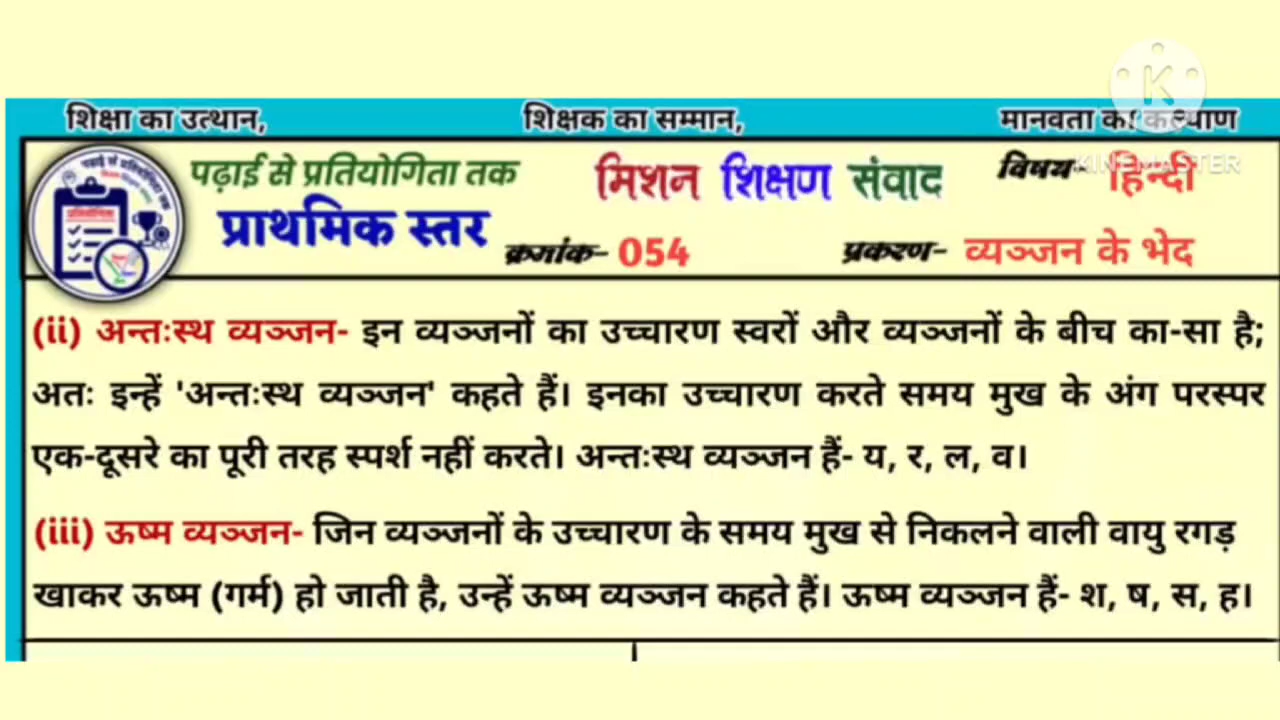 शिक्षा का उत्थान, शिक्षक का सम्मान, मानवता का कल्याण
KINEMASTER
पढ़ाई से प्रतियोगिता तक
प्राथमिक स्तर
मिशन शिक्षण संवाद
विषय- हिन्दी
क्रमांक- 054
प्रकरण- व्यञ्जन के भेद
(ii) अन्तःस्थ व्यञ्जन- इन व्यञ्जनों का उच्चारण स्वरों और व्यञ्जनों के बीच का-सा है;
अतः इन्हें 'अन्तःस्थ व्यञ्जन' कहते हैं। इनका उच्चारण करते समय मुख के अंग परस्पर
एक-दूसरे का पूरी तरह स्पर्श नहीं करते। अन्तःस्थ व्यञ्जन हैं- य, र, ल, व।
(iii) ऊष्म व्यञ्जन- जिन व्यञ्जनों के उच्चारण के समय मुख से निकलने वाली वायु रगड़
खाकर ऊष्म (गर्म) हो जाती है, उन्हें ऊष्म व्यञ्जन कहते हैं। ऊष्म व्यञ्जन हैं- श, ष, स, ह।